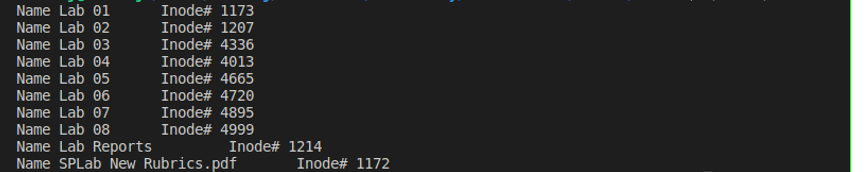 Name Lab 01 Inode# 1173
Name Lab 02 Inode# 1207
Name Lab 03 Inode# 4336
Name Lab 04 Inode# 4013
Name Lab 05 Inode# 4665
Name Lab 06 Inode# 4720
Name Lab 07 Inode# 4895
Name Lab 08 Inode# 4999
Name Lab Reports Inode# 1214
Name SPLab New Rubrics.pdf Inode# 1172